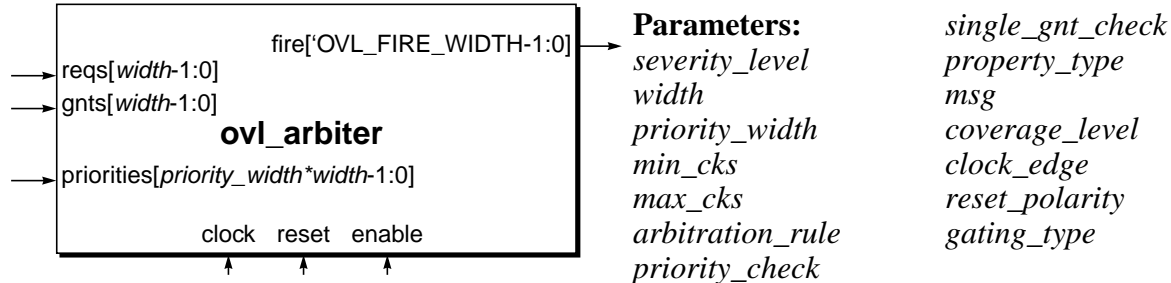 fire[‘OVL_FIRE_WIDTH-1:0]
reqs[width-1:0]
gnts[width-1:0]
ovl_arbiter
priorities[priority_width*width-1:0]
clock reset enable
Parameters:
severity_level
width
priority_width
min_cks
max_cks
arbitration_rule
priority_check
single_gnt_check
property_type
msg
coverage_level
clock_edge
reset_polarity
gating_type